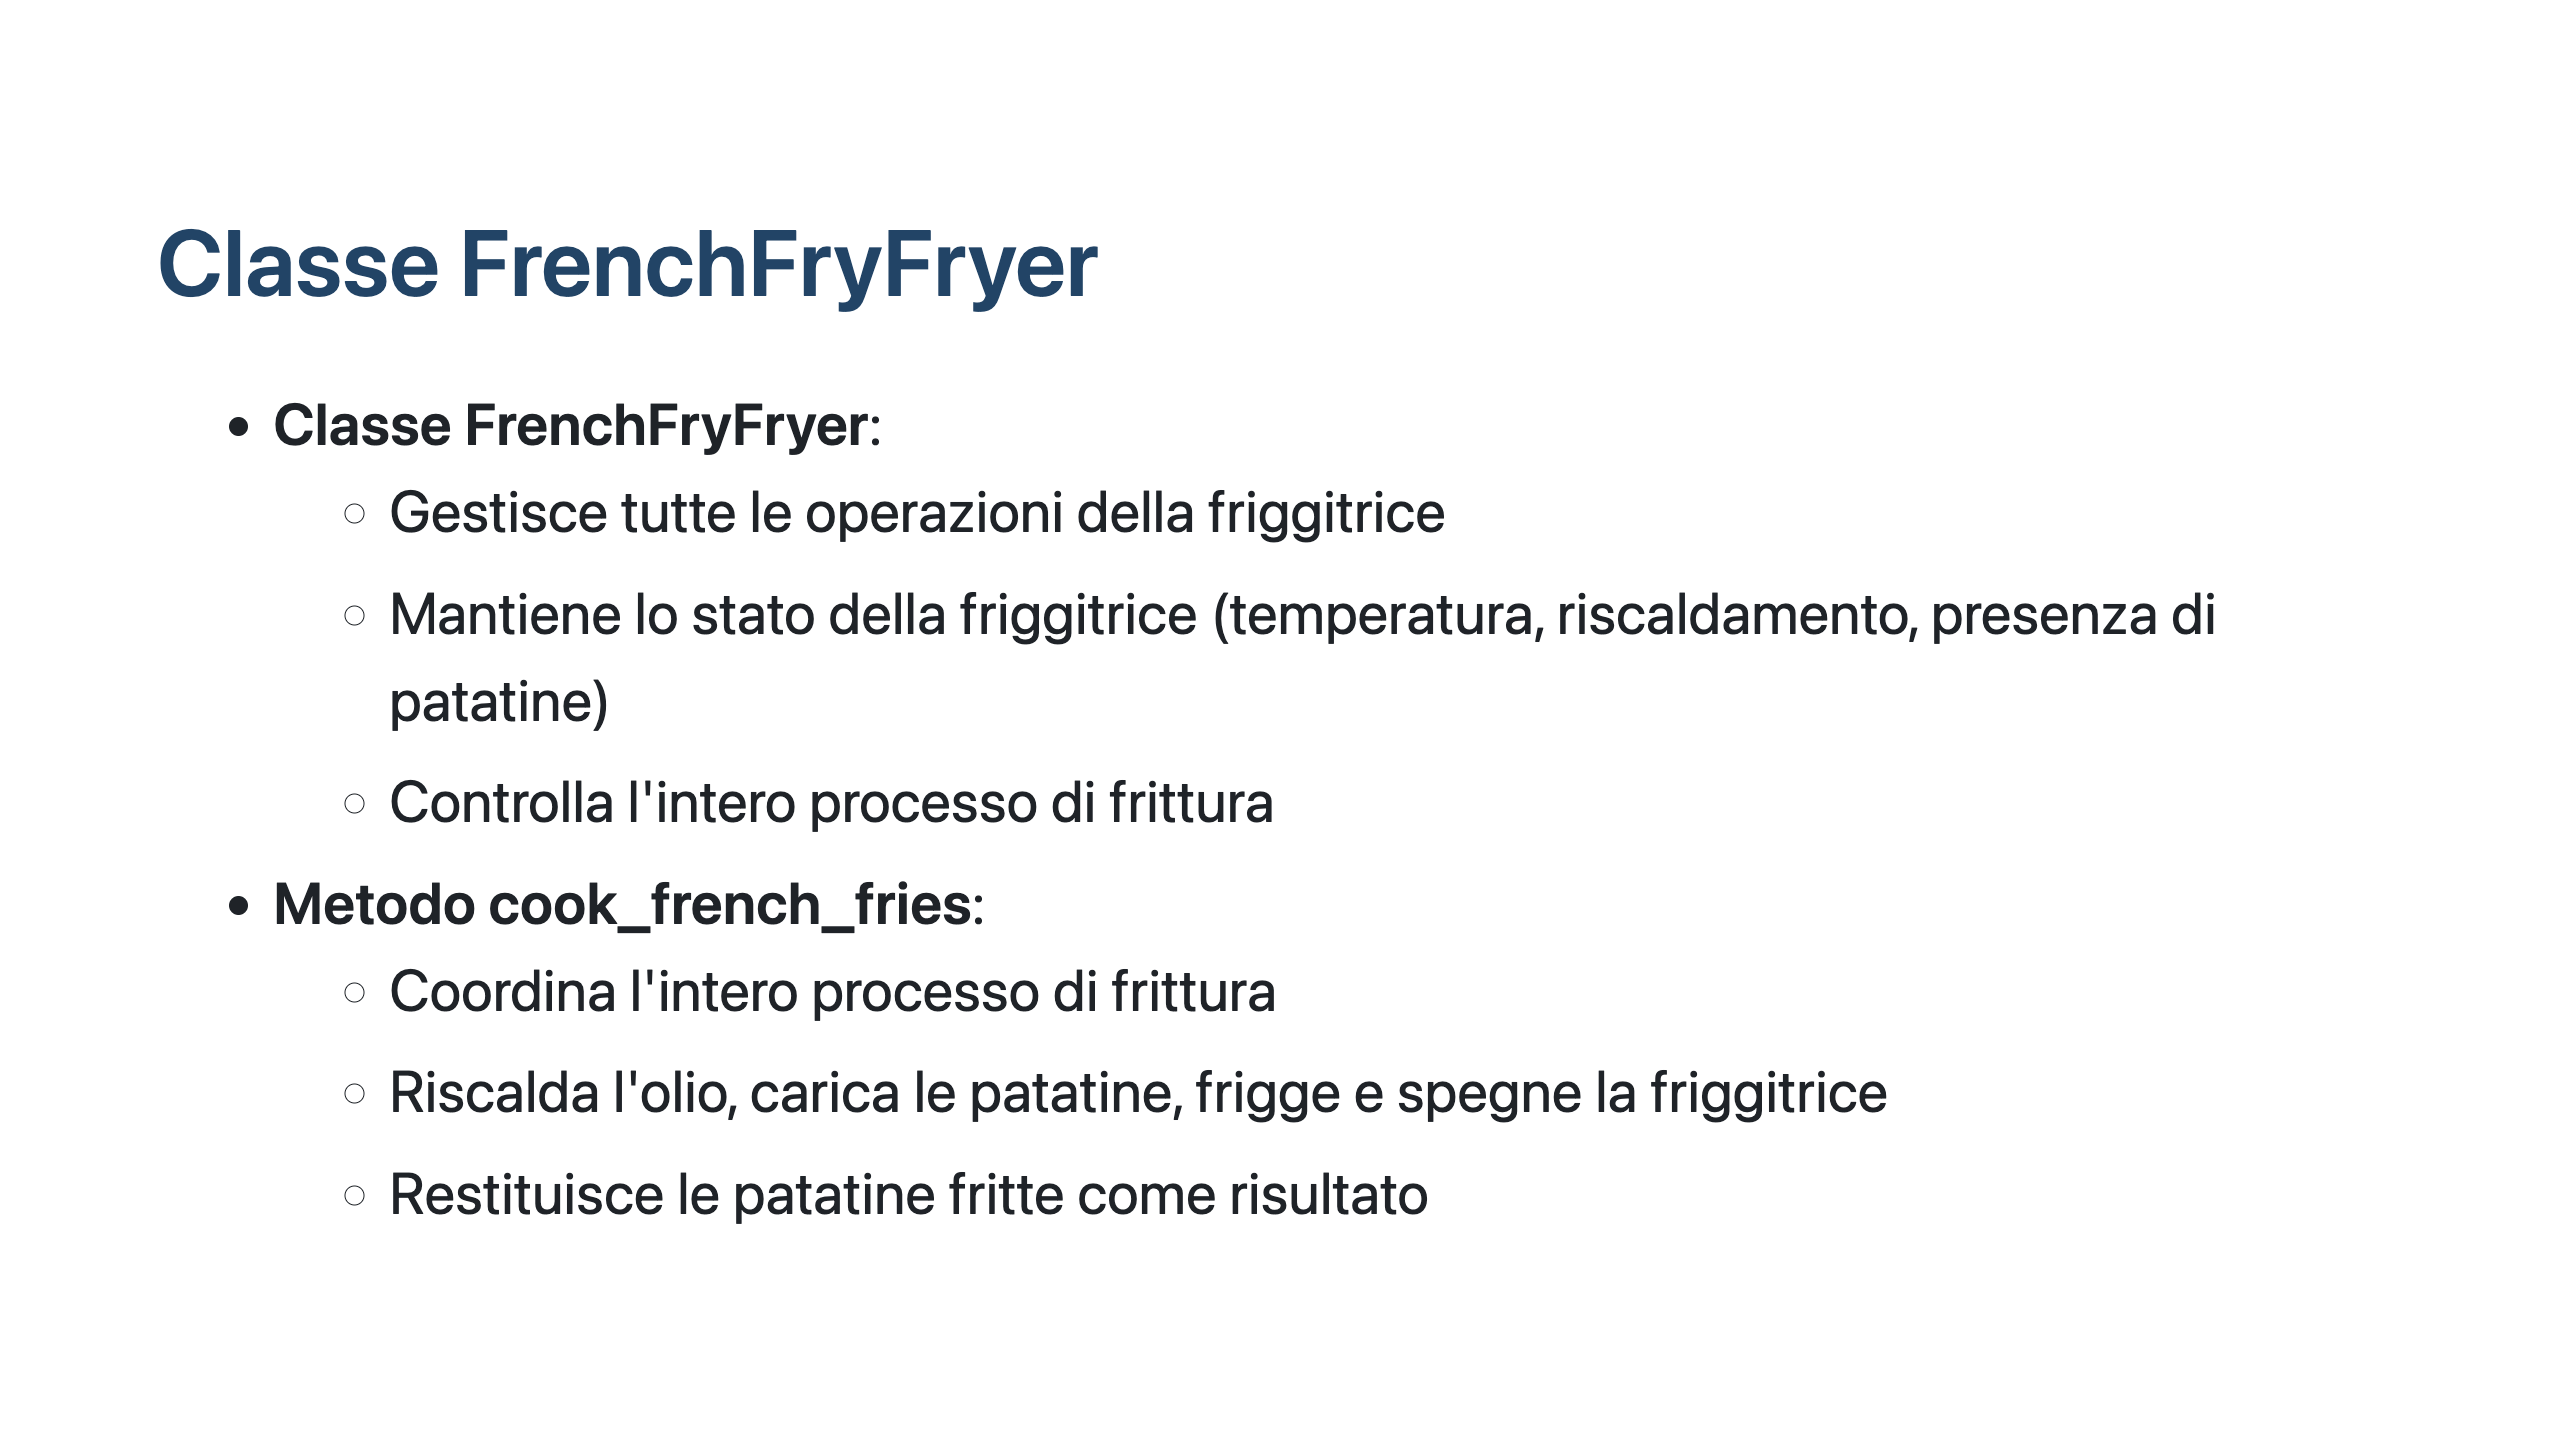 Classe FrenchFryFryer
• Classe FrenchFryFryer:
○ Gestisce tutte le operazioni della friggitrice
○ Mantiene lo stato della friggitrice (temperatura, riscaldamento, presenza di
patatine)
○ Controlla l'intero processo di frittura
• Metodo cook_french_fries:
○ Coordina l'intero processo di frittura
○ Riscalda l'olio, carica le patatine, frigge e spegne la friggitrice
○ Restituisce le patatine fritte come risultato